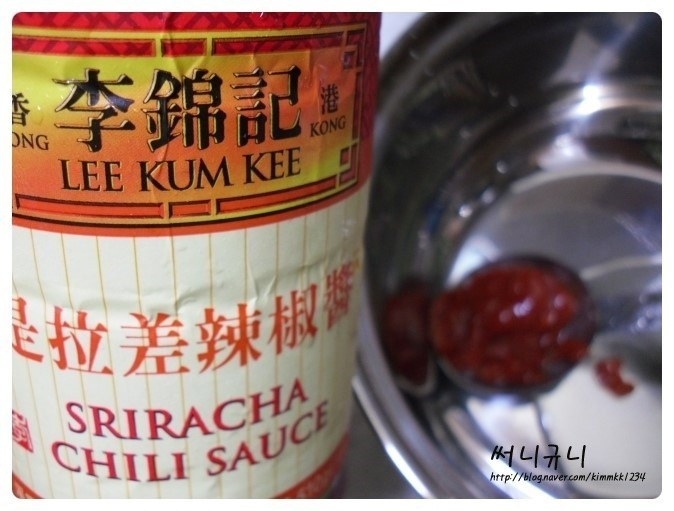 香 李錦記 港
ONG KONG
LEE KUM KEE
是拉差辣椒醬
SRIRACHA
CHILI SAUCE
써니규니
http://blog.naver.com/kimmkk1234